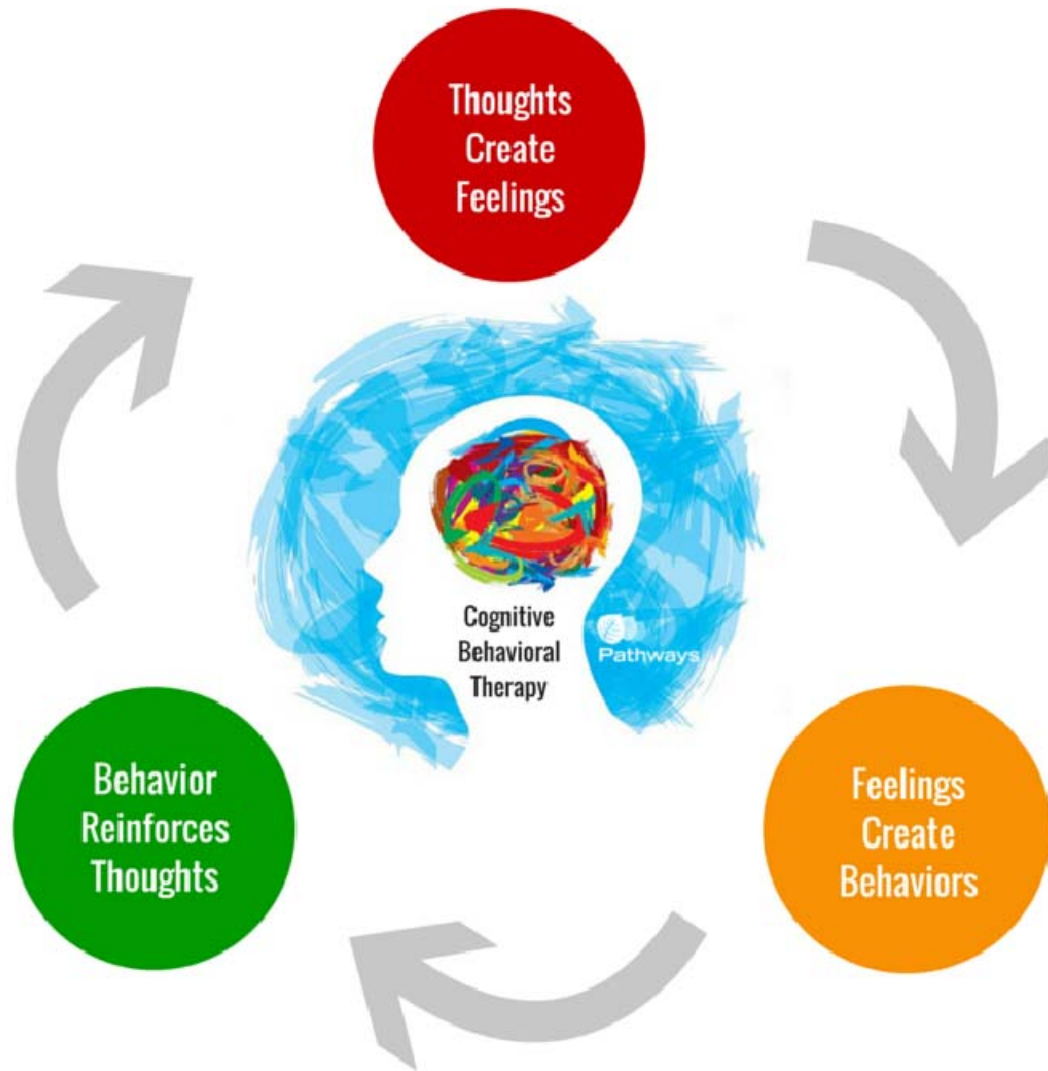 Thoughts
Create
Feelings
Cognitive
Behavioral
Therapy
Pathways
Behavior
Reinforces
Thoughts
Feelings
Create
Behaviors